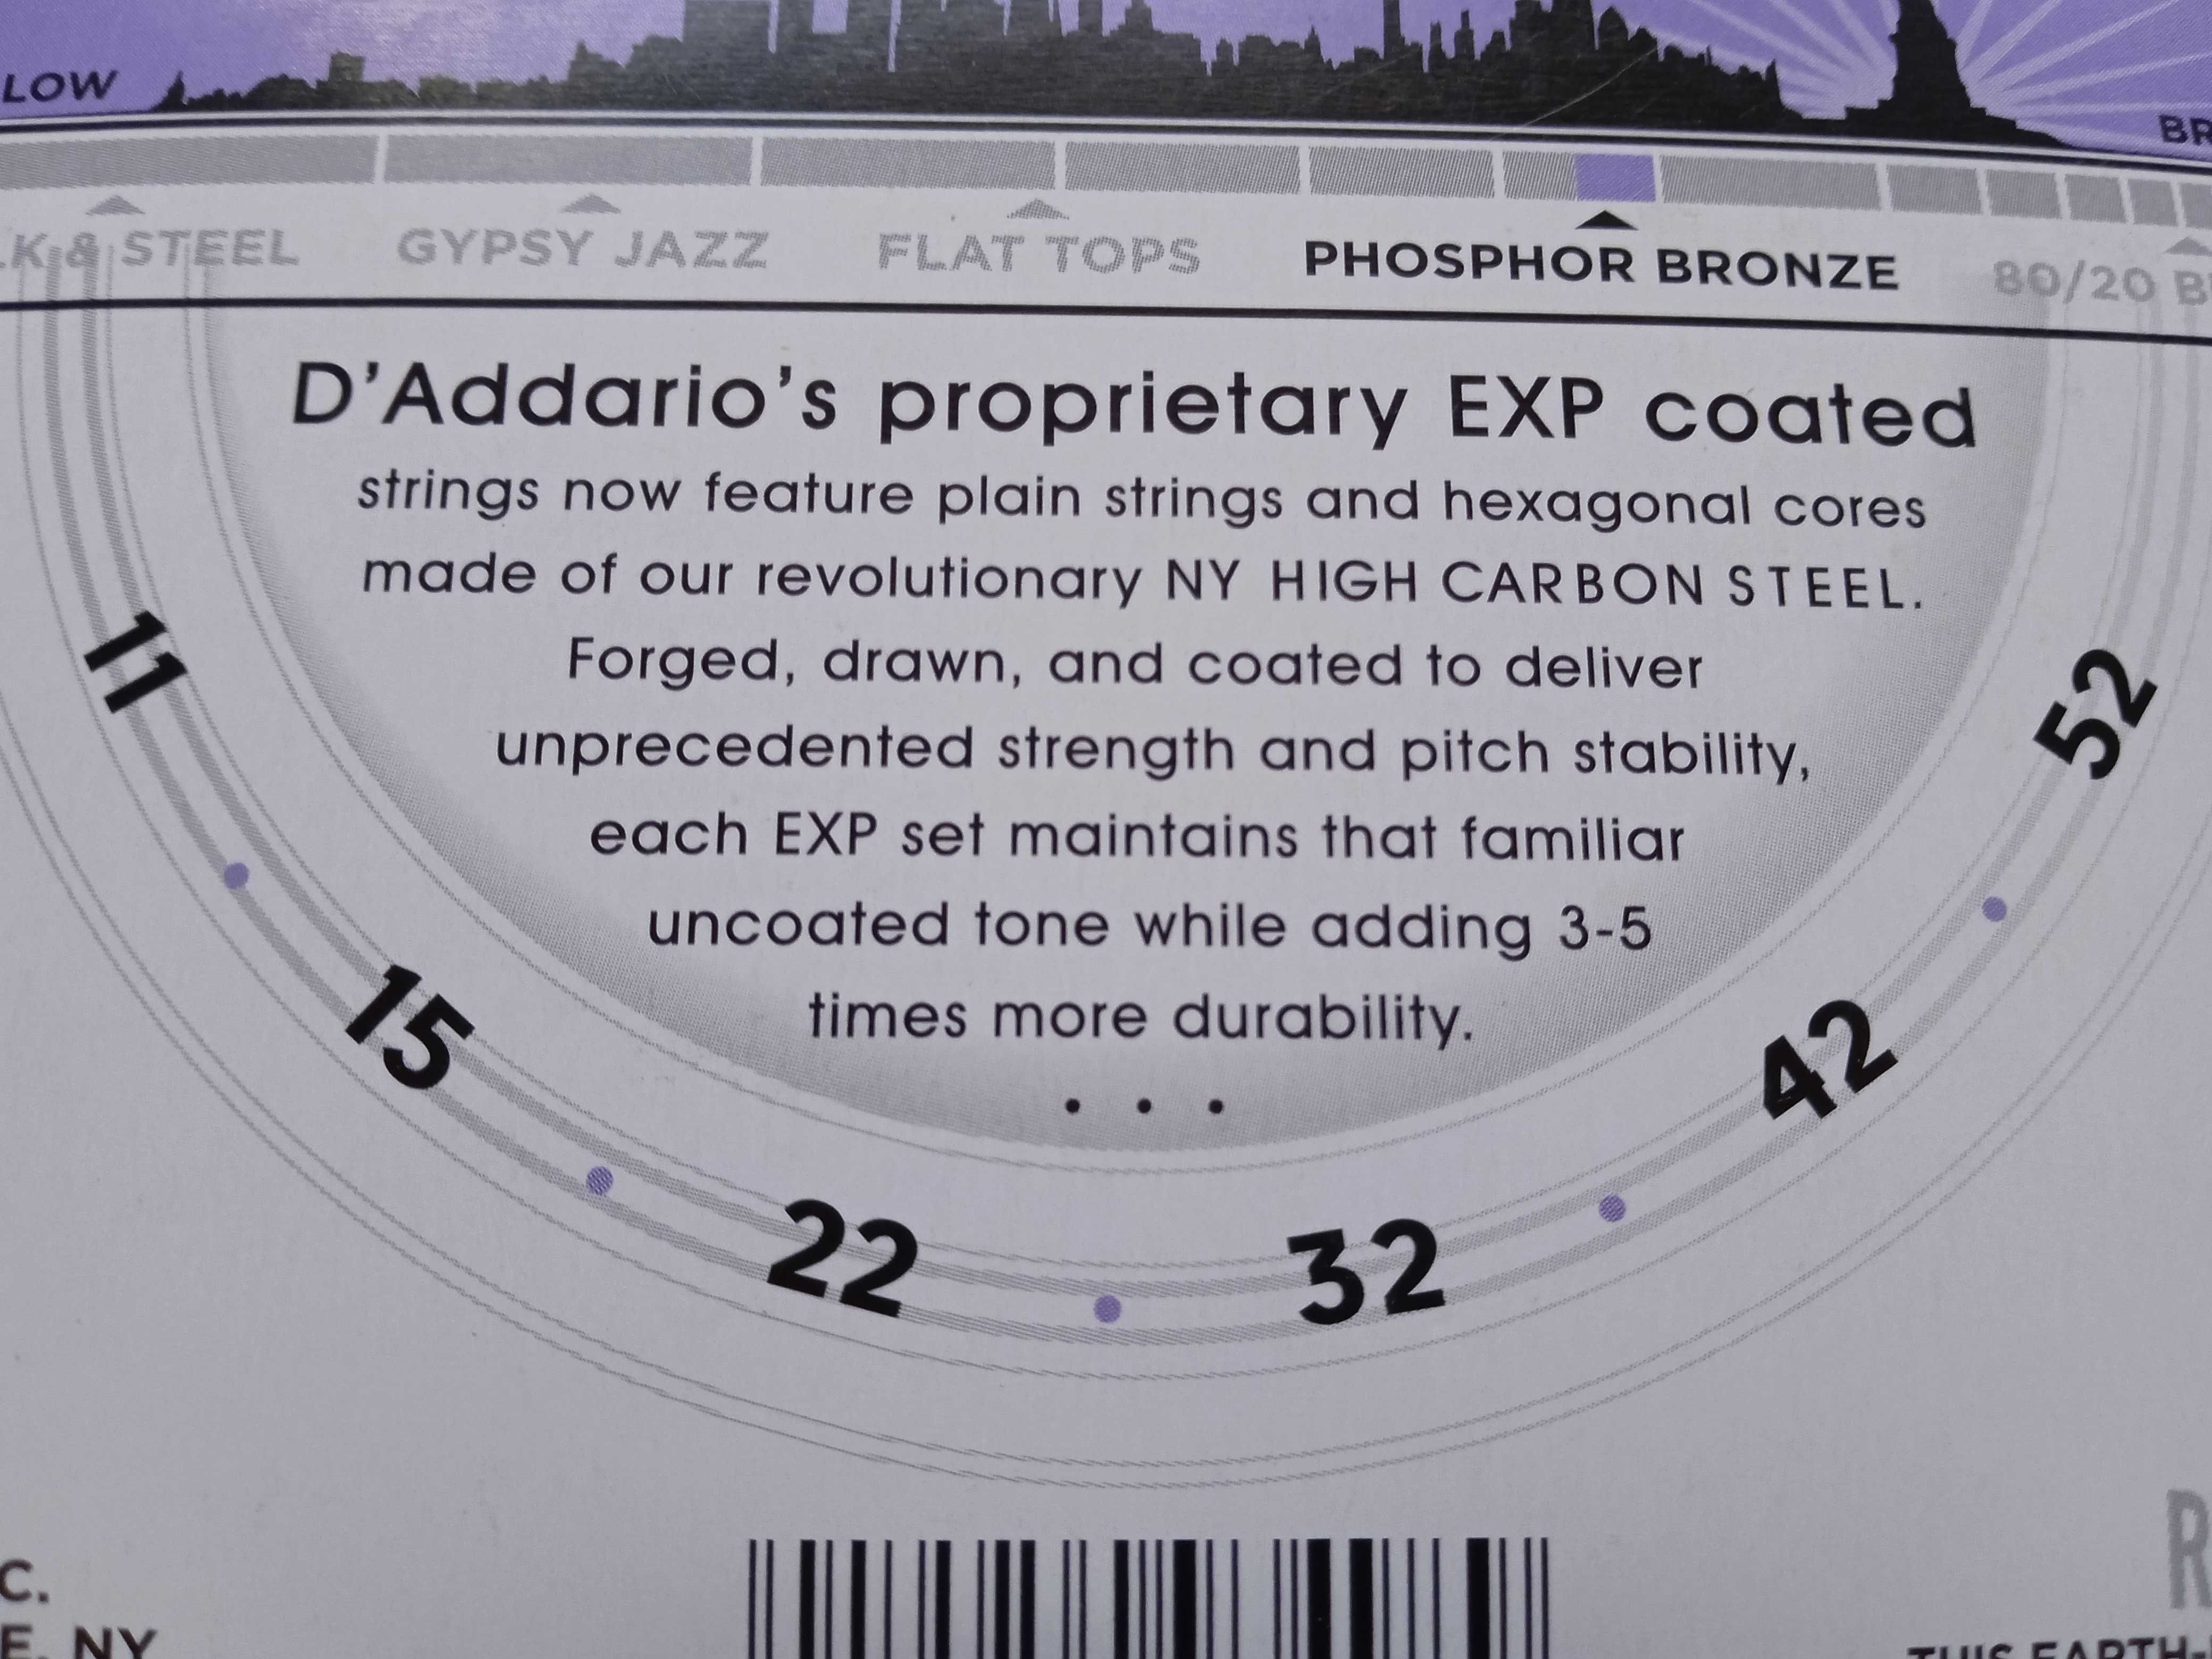 LOW
& STEEL GYPSY JAZZ FLAT TOPS PHOSPHOR BRONZE 80/20
D'Addario's proprietary EXP coated
strings now feature plain strings and hexagonal cores
made of our revolutionary NY HIGH CARBON STEEL.
Forged, drawn, and coated to deliver
unprecedented strength and pitch stability,
each EXP set maintains that familiar
uncoated tone while adding 3-5
times more durability.
• • •
11 • 15 • 22 • 32 • 42 • 52
NY
THIS